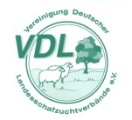 Vereinigung Deutscher
VDL
Landesschafzuchtverbände e.V.